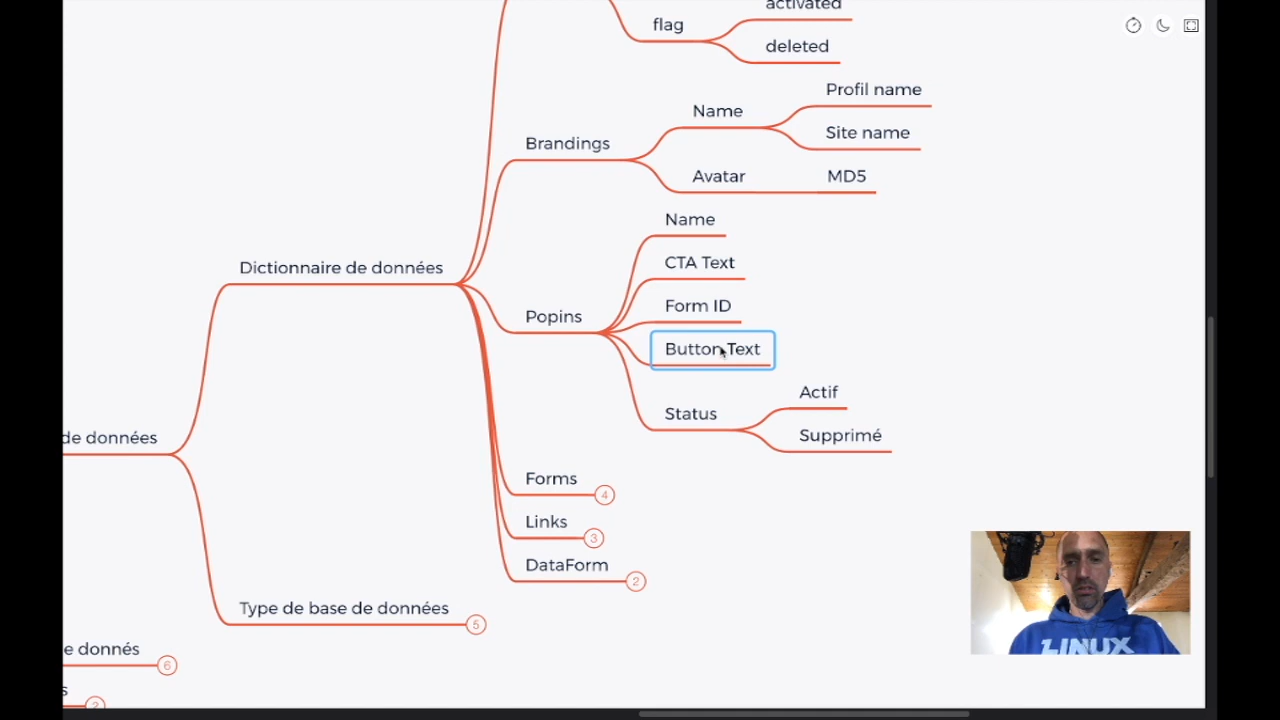 activated
flag
deleted
Profil name
Name
Site name
Brandings
Avatar
MD5
Name
CTA Text
Dictionnaire de données
Form ID
Popins
Button Text
Actif
Status
Supprimé
de données
Forms
4
Links
3
DataForm
2
Type de base de données
5
e donnés
6
s
2
LINUX